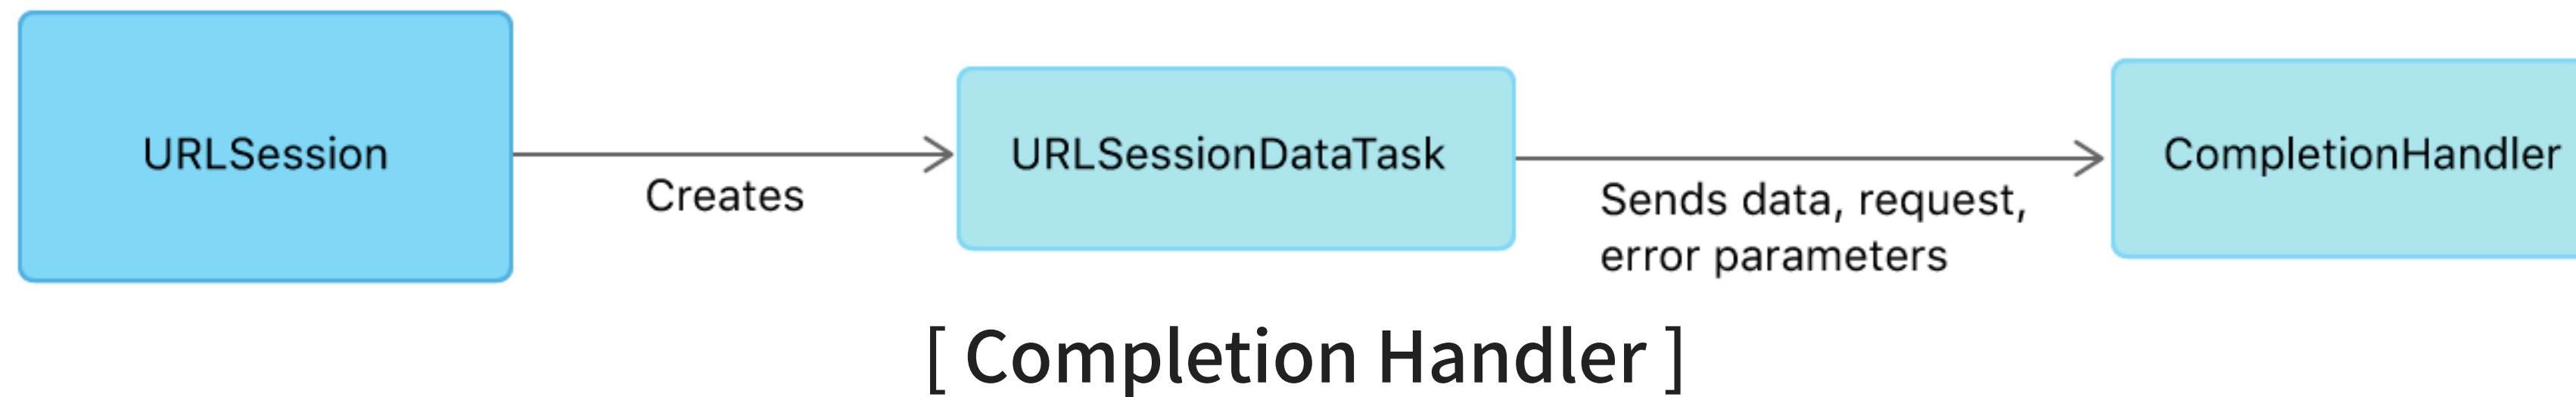 URLSession
Creates
URLSessionDataTask
Sends data, request,
error parameters
CompletionHandler
[ Completion Handler ]